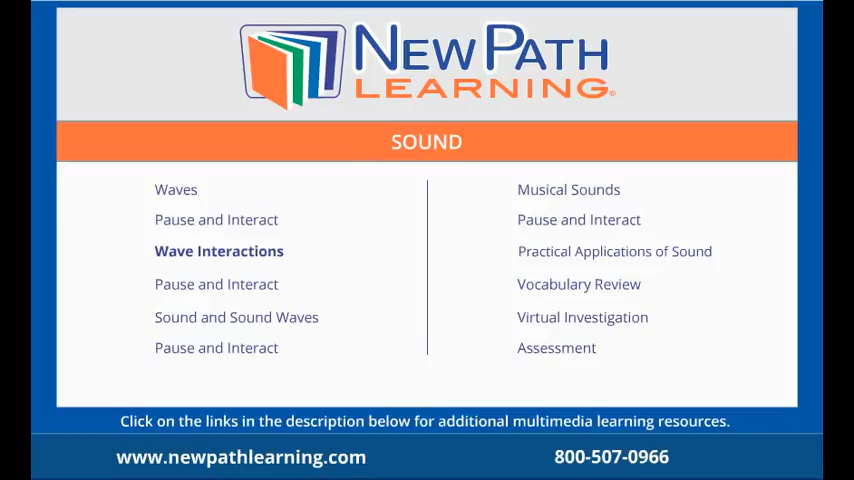 NEWPATH
LEARNING®
SOUND
Waves
Pause and Interact
Wave Interactions
Pause and Interact
Sound and Sound Waves
Pause and Interact
Musical Sounds
Pause and Interact
Practical Applications of Sound
Vocabulary Review
Virtual Investigation
Assessment
Click on the links in the description below for additional multimedia learning resources.
www.newpathlearning.com
800-507-0966